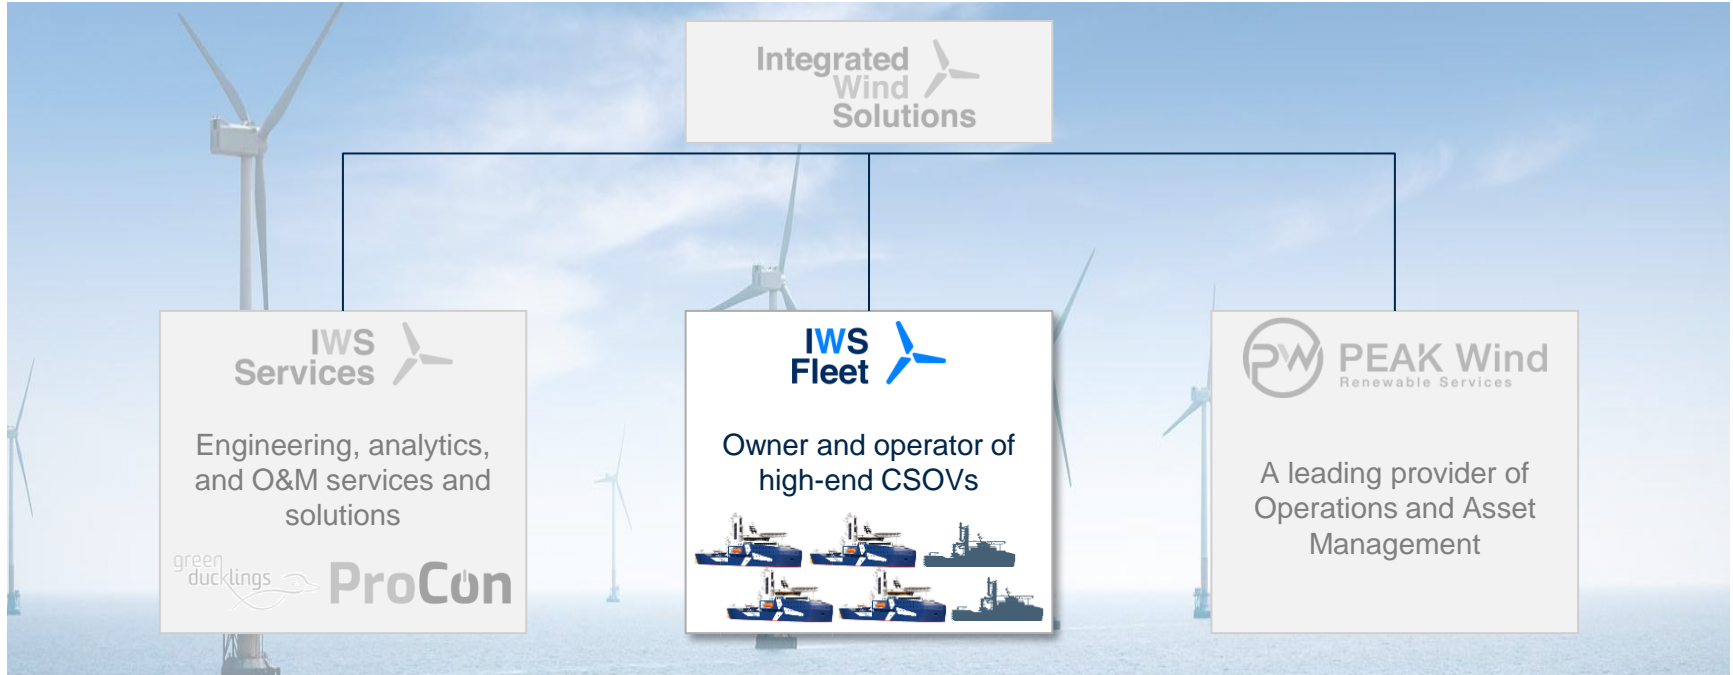 Integrated
Wind
Solutions
IWS
Services
Engineering, analytics,
and O&M services and
solutions
green
ducklings
ProCon
IWS
Fleet
Owner and operator of
high-end CSOVs
PW
PEAK Wind
Renewable Services
A leading provider of
Operations and Asset
Management